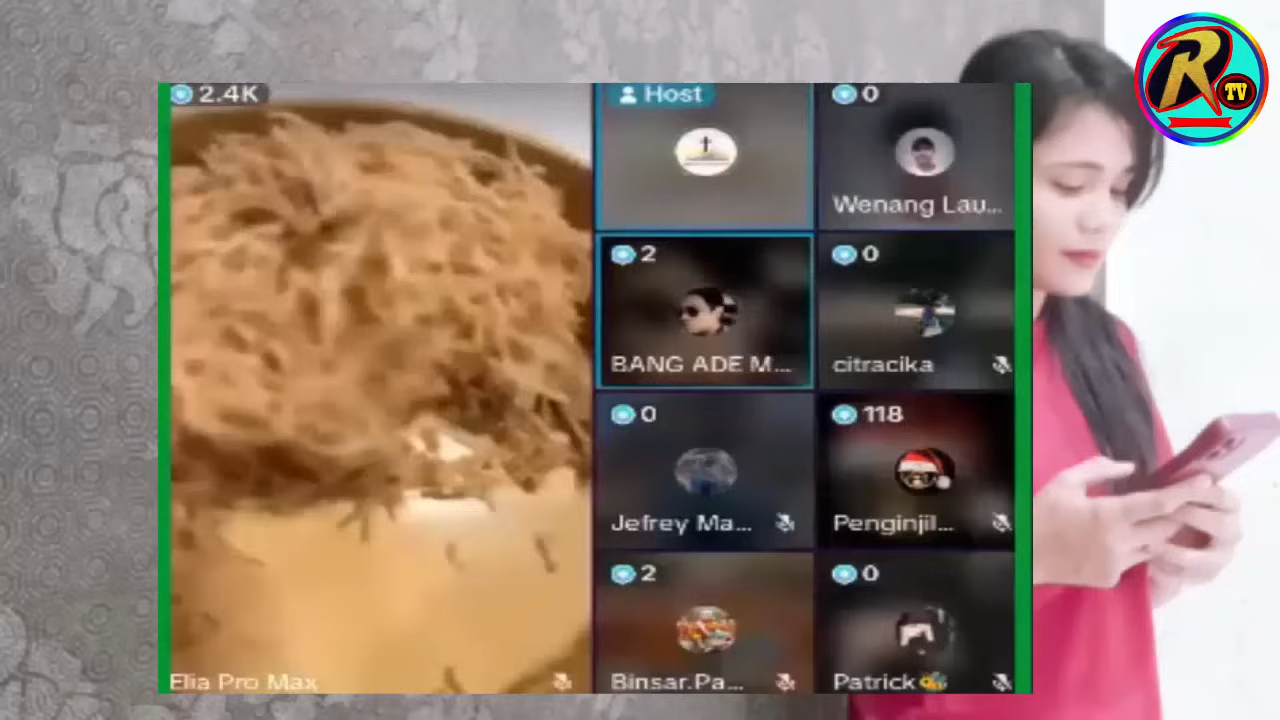 R
TV
2.4K
Host
0
Wenang Lau...
2
BANG ADE M...
0
citracika
0
Jefrey Ma...
118
Penginjil...
2
Binsar.Pa...
0
Patrick
Elia Pro Max